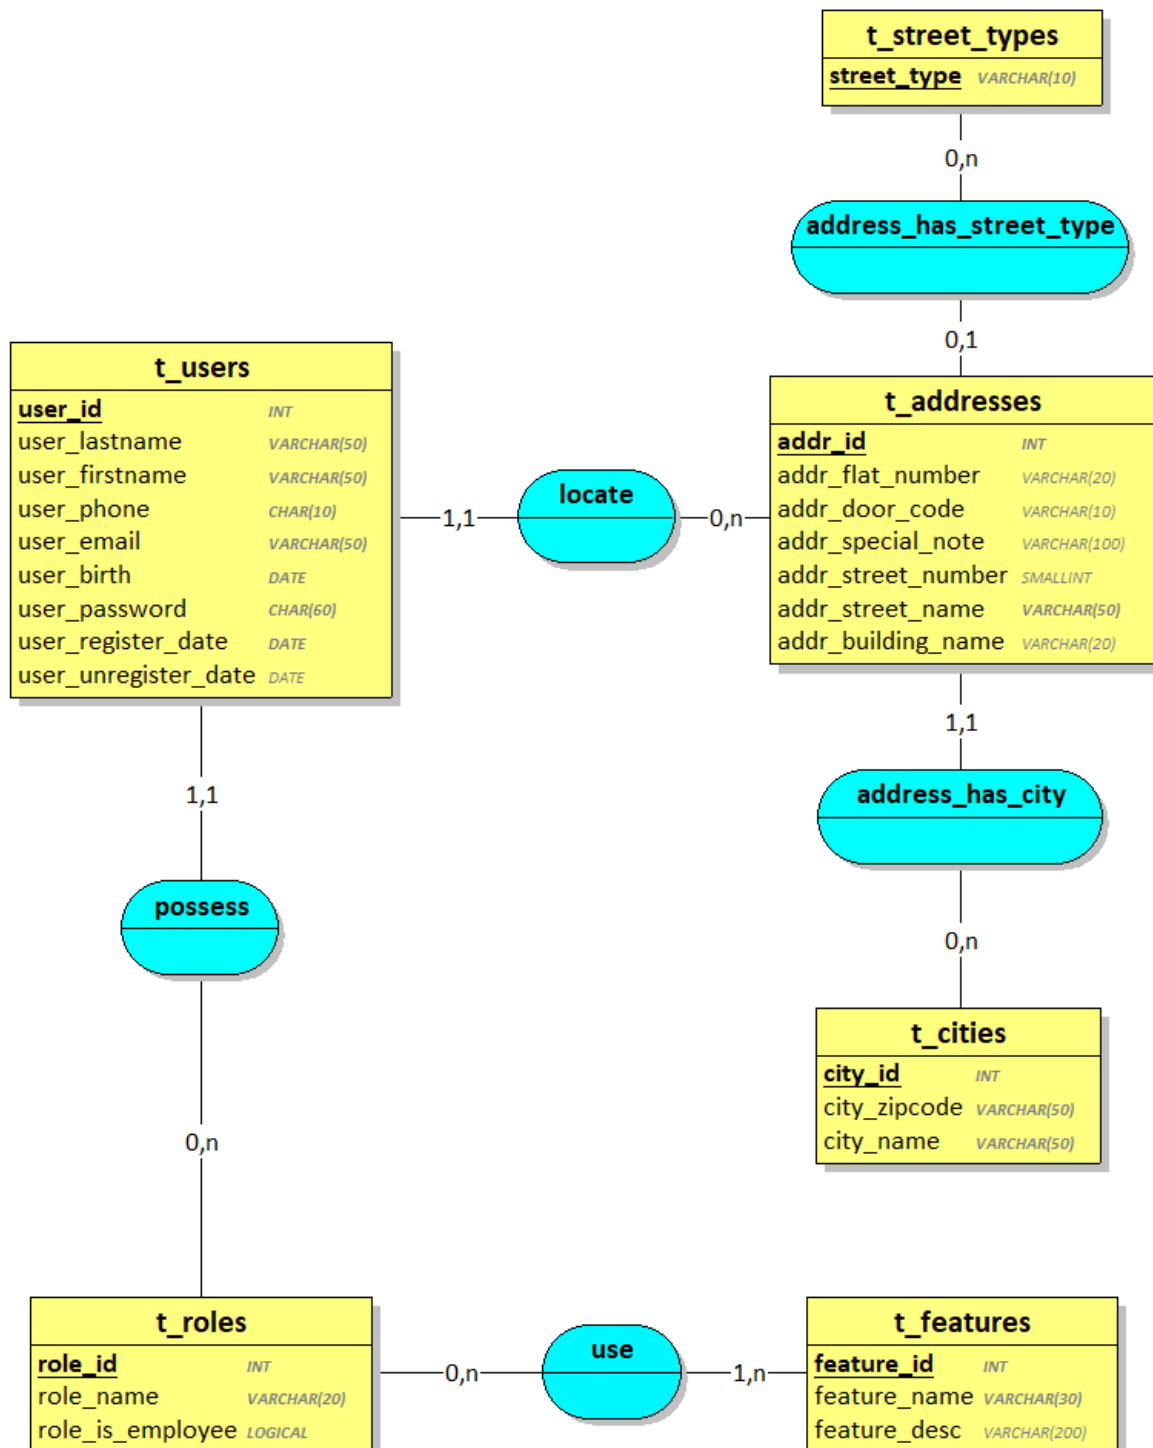 t_street_types
street_type VARCHAR(10)
0,n
address_has_street_type
0,1
t_users
user_id INT
user_lastname VARCHAR(50)
user_firstname VARCHAR(50)
user_phone CHAR(10)
user_email VARCHAR(50)
user_birth DATE
user_password CHAR(60)
user_register_date DATE
user_unregister_date DATE
1,1
locate
0,n
t_addresses
addr_id INT
addr_flat_number VARCHAR(20)
addr_door_code VARCHAR(10)
addr_special_note VARCHAR(100)
addr_street_number SMALLINT
addr_street_name VARCHAR(50)
addr_building_name VARCHAR(20)
1,1
address_has_city
0,n
t_cities
city_id INT
city_zipcode VARCHAR(50)
city_name VARCHAR(50)
1,1
possess
0,n
t_roles
role_id INT
role_name VARCHAR(20)
role_is_employee LOGICAL
0,n
use
1,n
t_features
feature_id INT
feature_name VARCHAR(30)
feature_desc VARCHAR(200)